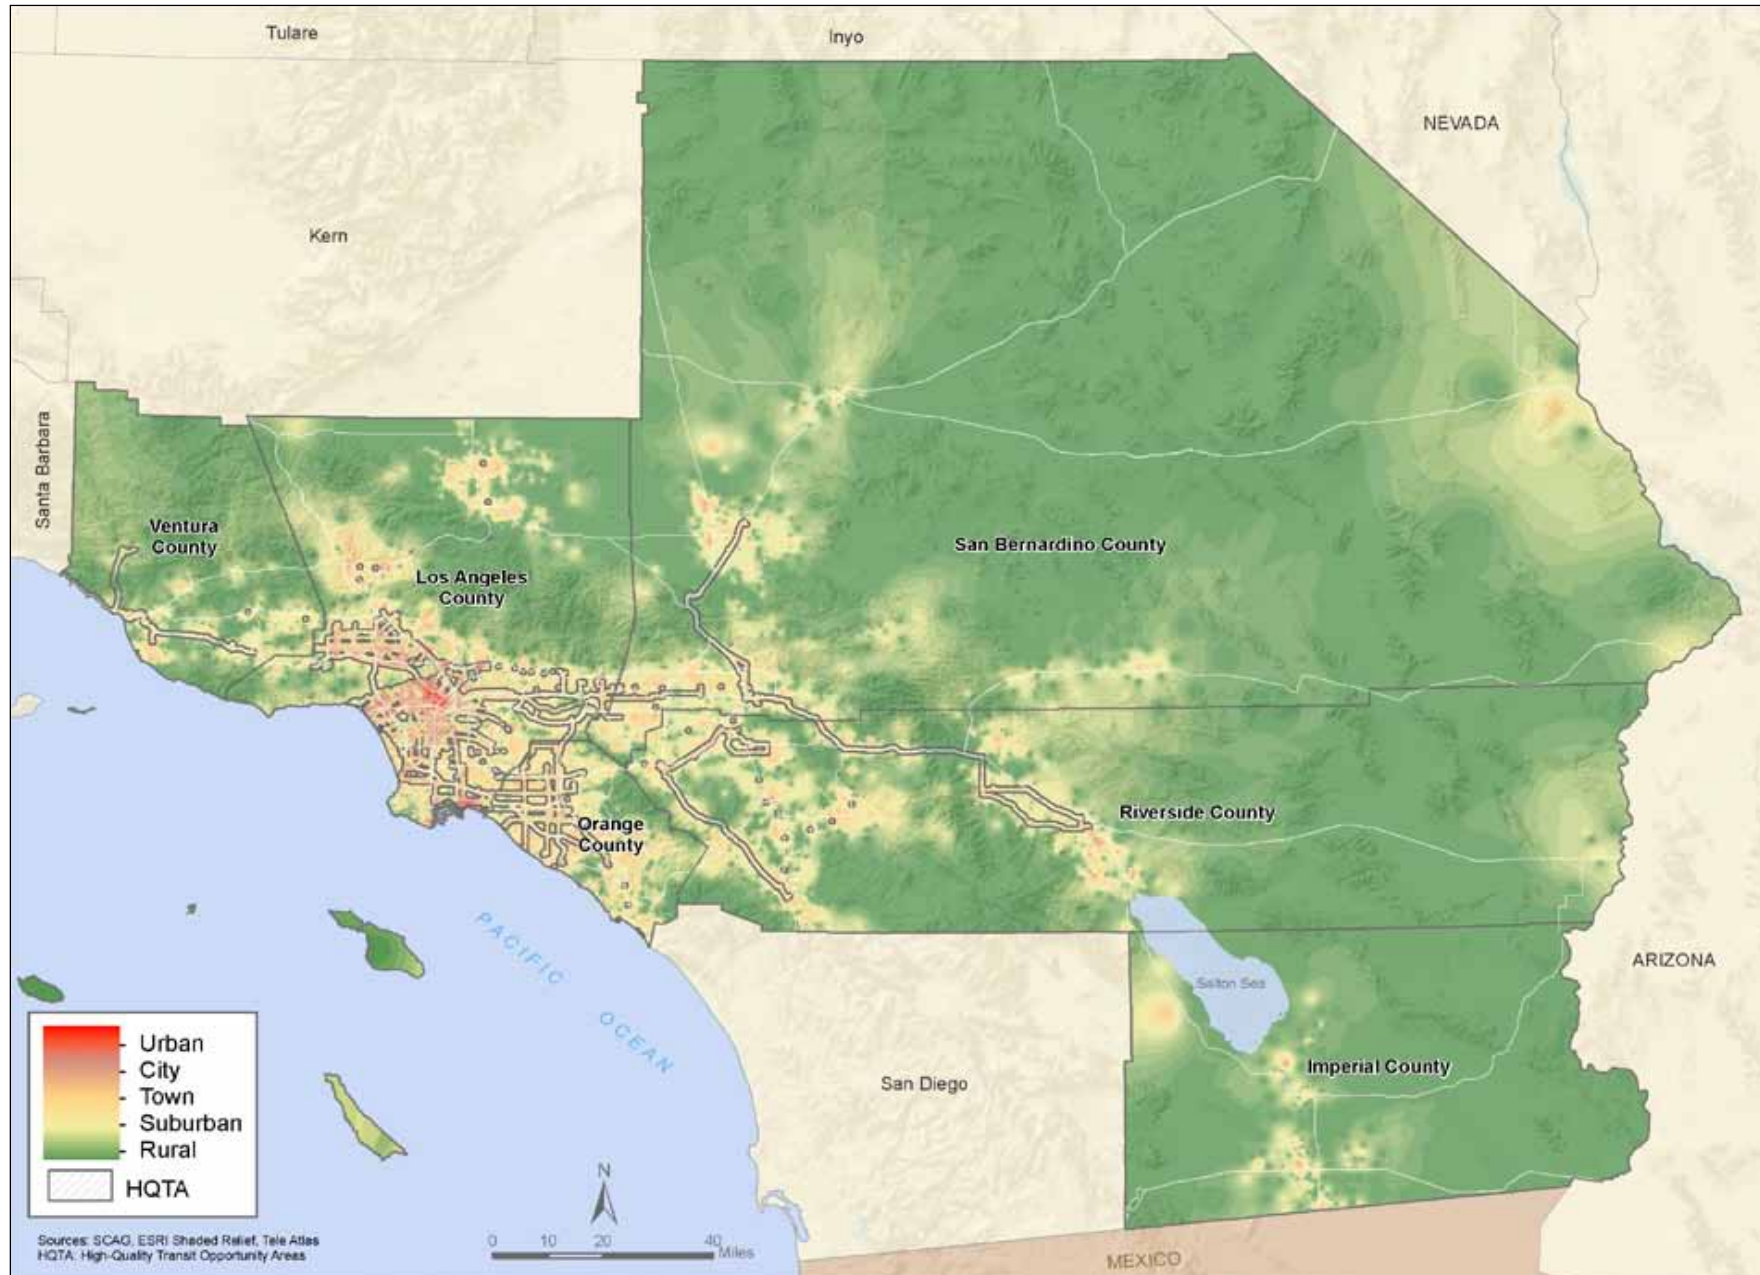 Tulare
Inyo
NEVADA
Kern
Santa Barbara
Ventura
County
Los Angeles
County
San Bernardino County
Orange
County
Riverside County
PACIFIC OCEAN
ARIZONA
Salton Sea
San Diego
Imperial County
MEXICO
Urban
City
Town
Suburban
Rural
HQTA
N
0 10 20 40 Miles
Sources: SCAG, ESRI Shaded Relief, Tele Atlas
HQTA: High-Quality Transit Opportunity Areas